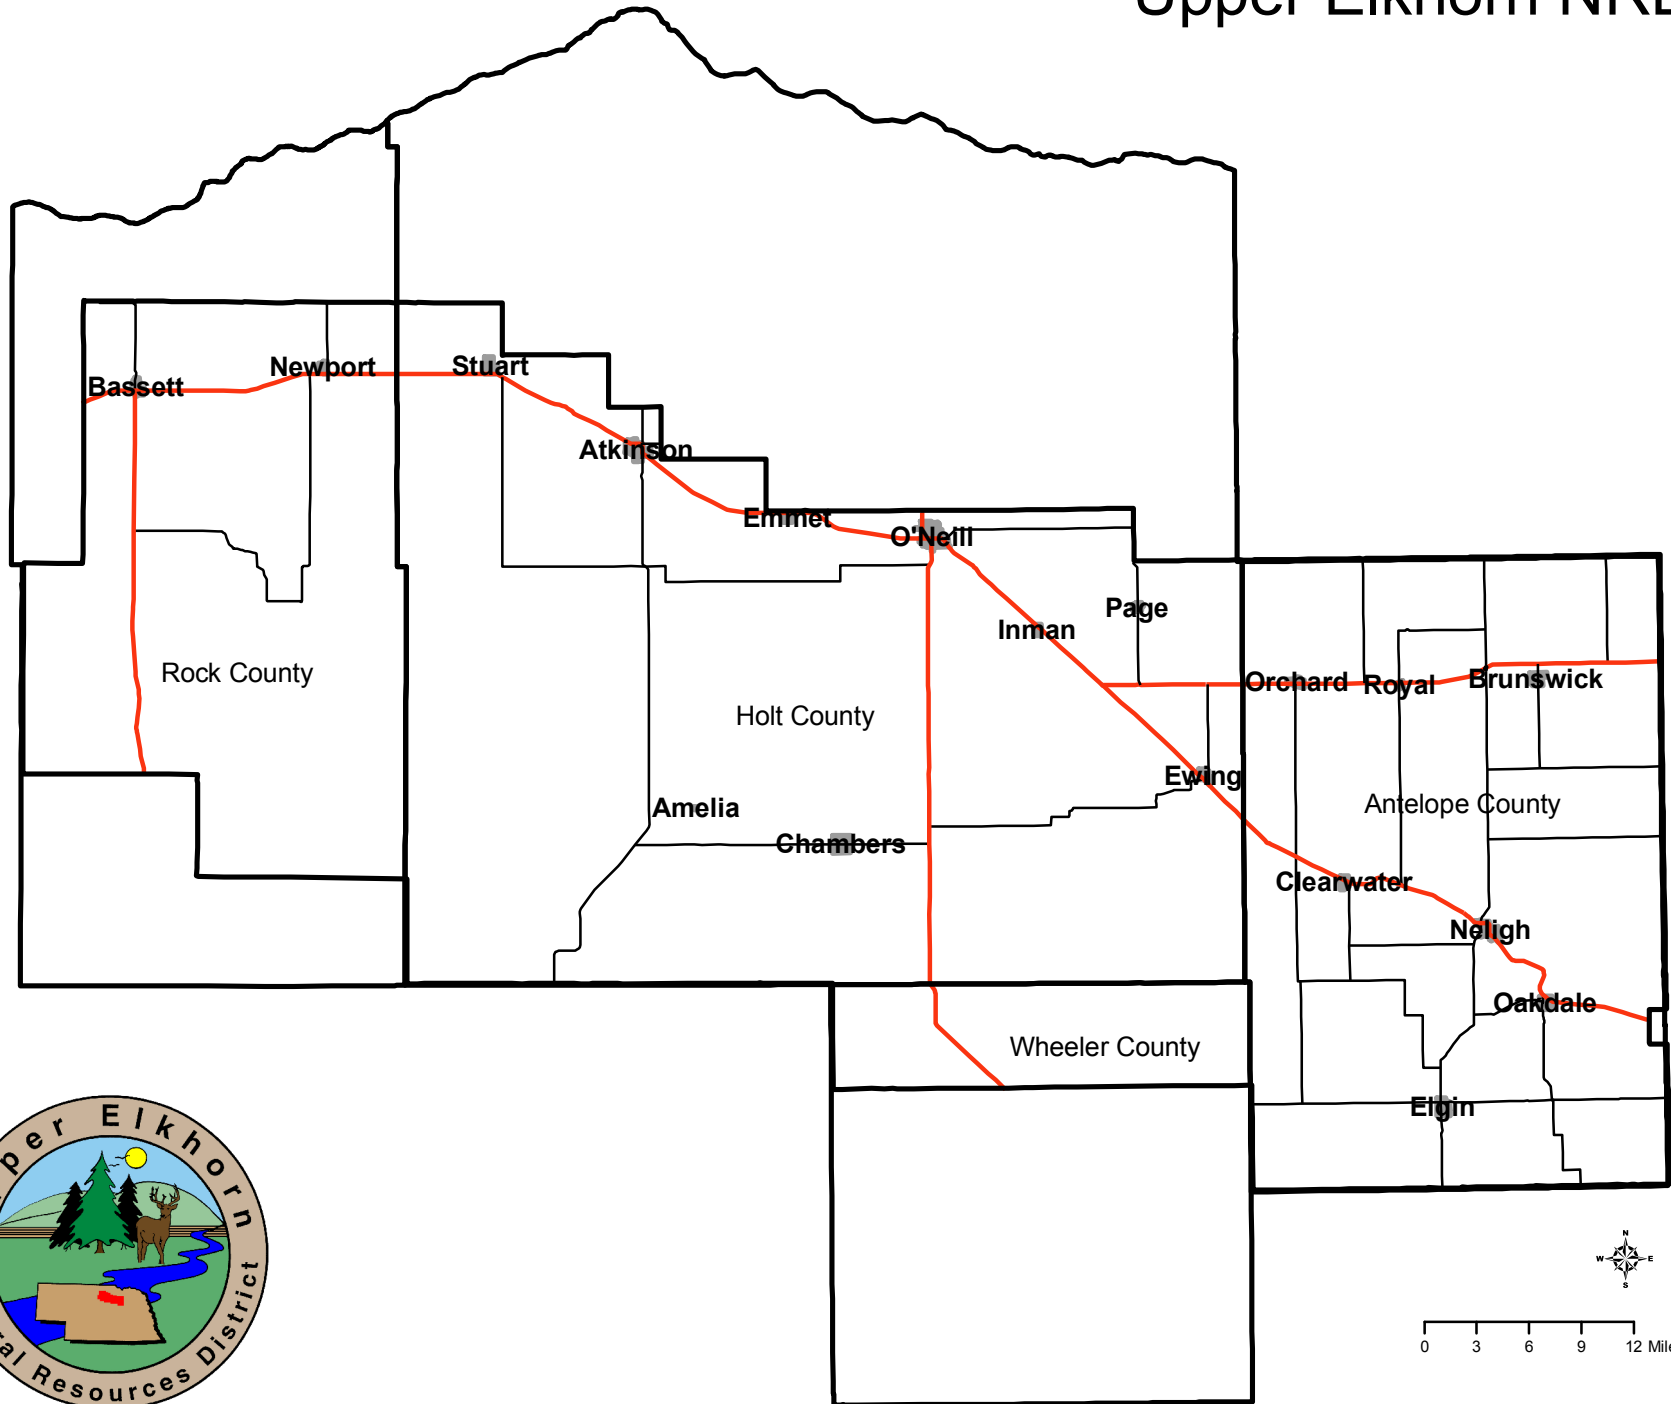 Upper Elkhorn NRD
Newport
Stuart
Bassett
Atkinson
Emmet
O'Neill
Page
Inman
Rock County
Orchard
Royal
Brunswick
Holt County
Ewing
Amelia
Antelope County
Chambers
Clearwater
Neligh
Oakdale
Wheeler County
Elgin
per Elkhorn
ral Resources District
N
W
E
S
0 3 6 9 12 Mile